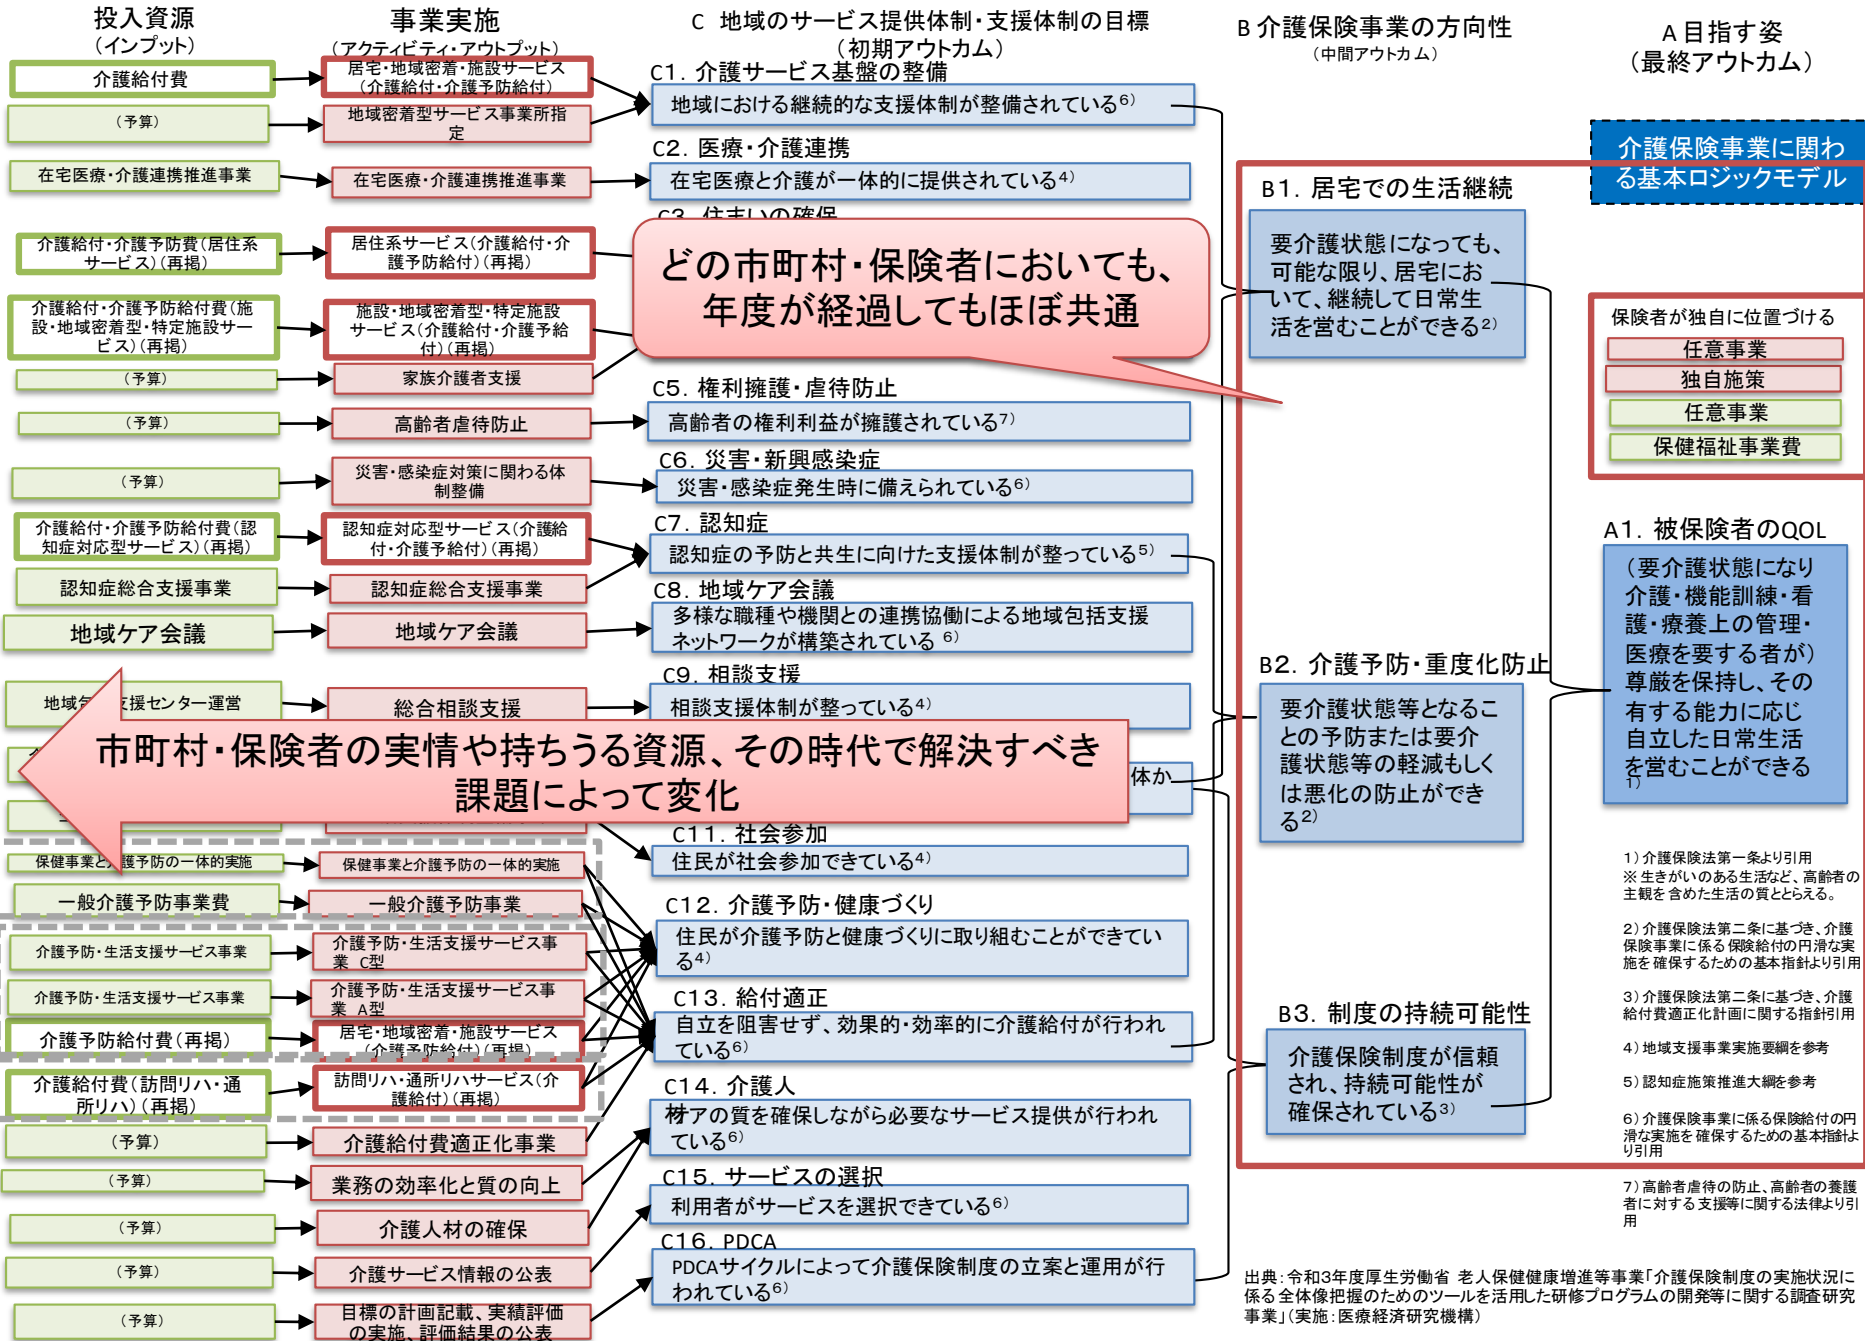 投入資源
（インプット）
事業実施
（アクティビティ・アウトプット）
C 地域のサービス提供体制・支援体制の目標
（初期アウトカム）
B 介護保険事業の方向性
（中間アウトカム）
A 目指す姿
（最終アウトカム）
介護保険事業に関わ
る基本ロジックモデル
介護給付費
居宅・地域密着・施設サービス
（介護給付・介護予防給付）
（予算）
地域密着型サービス事業所指
定
C1. 介護サービス基盤の整備
地域における継続的な支援体制が整備されている6）
在宅医療・介護連携推進事業
在宅医療・介護連携推進事業
C2. 医療・介護連携
在宅医療と介護が一体的に提供されている4）
C3. 住まいの確保
介護給付・介護予防費（居住系
サービス）（再掲）
居住系サービス（介護給付・介
護予防給付）（再掲）
介護給付・介護予防給付費（施
設・地域密着型・特定施設サー
ビス）（再掲）
施設・地域密着型・特定施設
サービス（介護給付・介護予給
付）（再掲）
（予算）
家族介護者支援
どの市町村・保険者においても、
年度が経過してもほぼ共通
（予算）
高齢者虐待防止
C5. 権利擁護・虐待防止
高齢者の権利利益が擁護されている7）
（予算）
災害・感染症対策に関わる体
制整備
C6. 災害・新興感染症
災害・感染症発生時に備えられている6）
介護給付・介護予防給付費（認
知症対応型サービス）（再掲）
認知症対応型サービス（介護給
付・介護予給付）（再掲）
認知症総合支援事業
認知症総合支援事業
C7. 認知症
認知症の予防と共生に向けた支援体制が整っている5）
地域ケア会議
地域ケア会議
C8. 地域ケア会議
多様な職種や機関との連携協働による地域包括支援
ネットワークが構築されている 6）
支援センター運営
総合相談支援
C9. 相談支援
相談支援体制が整っている4）
市町村・保険者の実情や持ちうる資源、その時代で解決すべき
課題によって変化
体か
C11. 社会参加
住民が社会参加できている4）
保健事業と介護予防の一体的実施
保健事業と介護予防の一体的実施
一般介護予防事業費
一般介護予防事業
C12. 介護予防・健康づくり
住民が介護予防と健康づくりに取り組むことができてい
る4）
介護予防・生活支援サービス事業
介護予防・生活支援サービス事
業 C型
介護予防・生活支援サービス事業
介護予防・生活支援サービス事
業 A型
介護予防給付費（再掲）
居宅・地域密着・施設サービス
（介護予防給付）（再掲）
C13. 給付適正
自立を阻害せず、効果的・効率的に介護給付が行われ
ている6）
介護給付費（訪問リハ・通
所リハ）（再掲）
訪問リハ・通所リハサービス（介
護給付）（再掲）
（予算）
介護給付費適正化事業
（予算）
業務の効率化と質の向上
（予算）
介護人材の確保
C14. 介護人
材
ケアの質を確保しながら必要なサービス提供が行われ
ている6）
（予算）
介護サービス情報の公表
C15. サービスの選択
利用者がサービスを選択できている6）
（予算）
目標の計画記載、実績評価
の実施、評価結果の公表
C16. PDCA
PDCAサイクルによって介護保険制度の立案と運用が行
われている6）
B1. 居宅での生活継続
要介護状態になっても、
可能な限り、居宅にお
いて、継続して日常生
活を営むことができる2）
B2. 介護予防・重度化防止
要介護状態等となるこ
との予防または要介
護状態等の軽減もしく
は悪化の防止ができ
る2）
B3. 制度の持続可能性
介護保険制度が信頼
され、持続可能性が
確保されている3）
保険者が独自に位置づける
任意事業
独自施策
任意事業
保健福祉事業費
A1. 被保険者のQOL
（要介護状態になり
介護・機能訓練・看
護・療養上の管理・
医療を要する者が）
尊厳を保持し、その
有する能力に応じ
自立した日常生活
を営むことができる
1）
1）介護保険法第一条より引用
※生きがいのある生活など、高齢者の
主観を含めた生活の質ととらえる。
2）介護保険法第二条に基づき、介護
保険事業に係る保険給付の円滑な実
施を確保するための基本指針より引用
3）介護保険法第二条に基づき、介護
給付費適正化計画に関する指針引用
4）地域支援事業実施要綱を参考
5）認知症施策推進大綱を参考
6）介護保険事業に係る保険給付の円
滑な実施を確保するための基本指針よ
り引用
7）高齢者虐待の防止、高齢者の養護
者に対する支援等に関する法律より引
用
出典：令和3年度厚生労働省 老人保健健康増進等事業「介護保険制度の実施状況に
係る全体像把握のためのツールを活用した研修プログラムの開発等に関する調査研究
事業」（実施：医療経済研究機構）